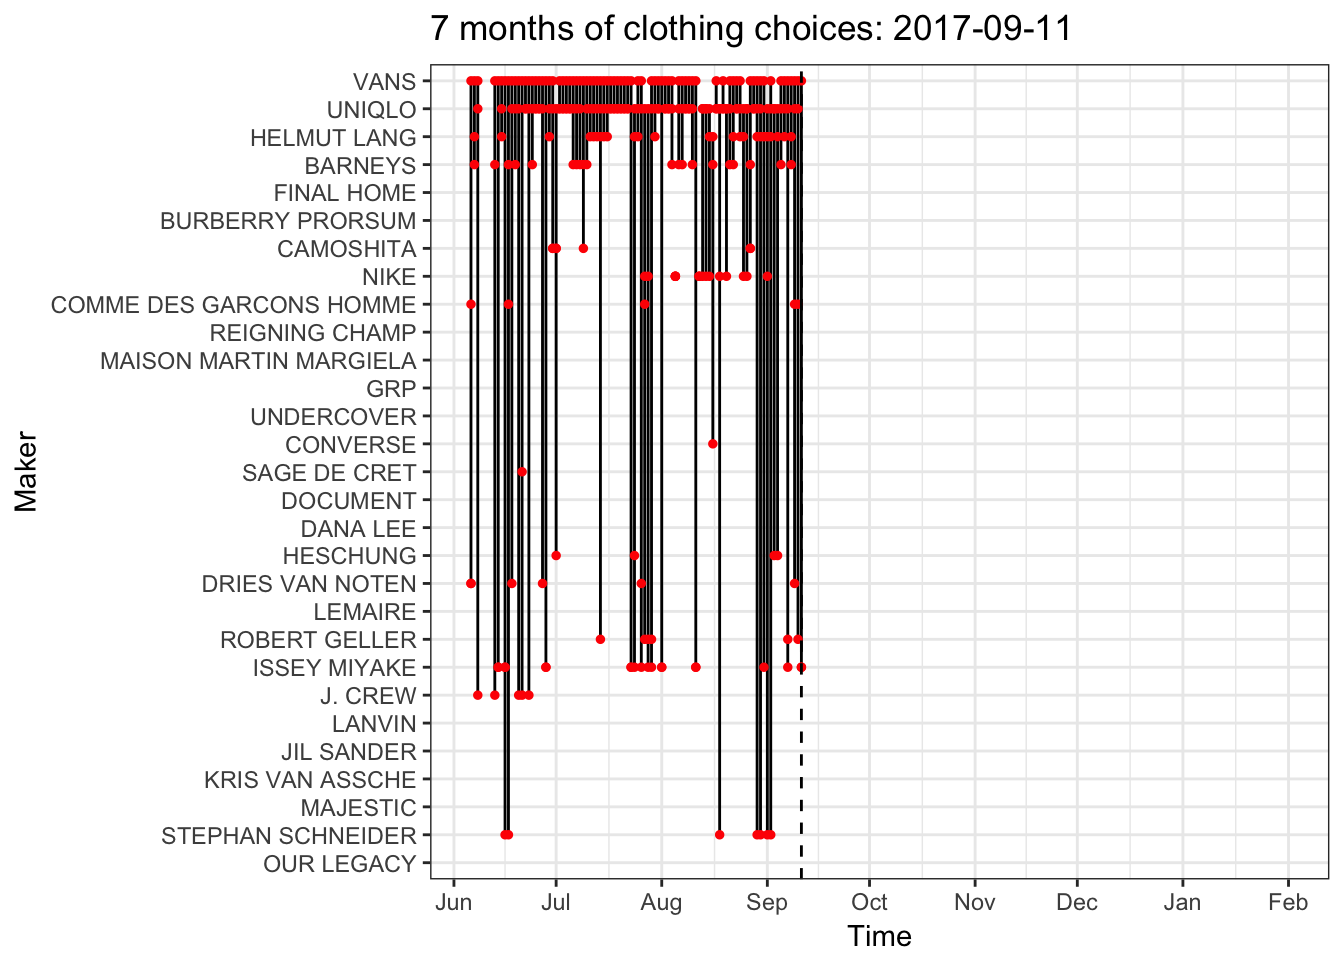 7 months of clothing choices: 2017-09-11
VANS
UNIQLO
HELMUT LANG
BARNEYS
FINAL HOME
BURBERRY PRORSUM
CAMOSHITA
NIKE
COMME DES GARCONS HOMME
REIGNING CHAMP
MAISON MARTIN MARGIELA
GRP
UNDERCOVER
CONVERSE
SAGE DE CRET
DOCUMENT
DANA LEE
HESCHUNG
DRIES VAN NOTEN
LEMAIRE
ROBERT GELLER
ISSEY MIYAKE
J. CREW
LANVIN
JIL SANDER
KRIS VAN ASSCHE
MAJESTIC
STEPHAN SCHNEIDER
OUR LEGACY
Maker
Jun Jul Aug Sep Oct Nov Dec Jan Feb
Time